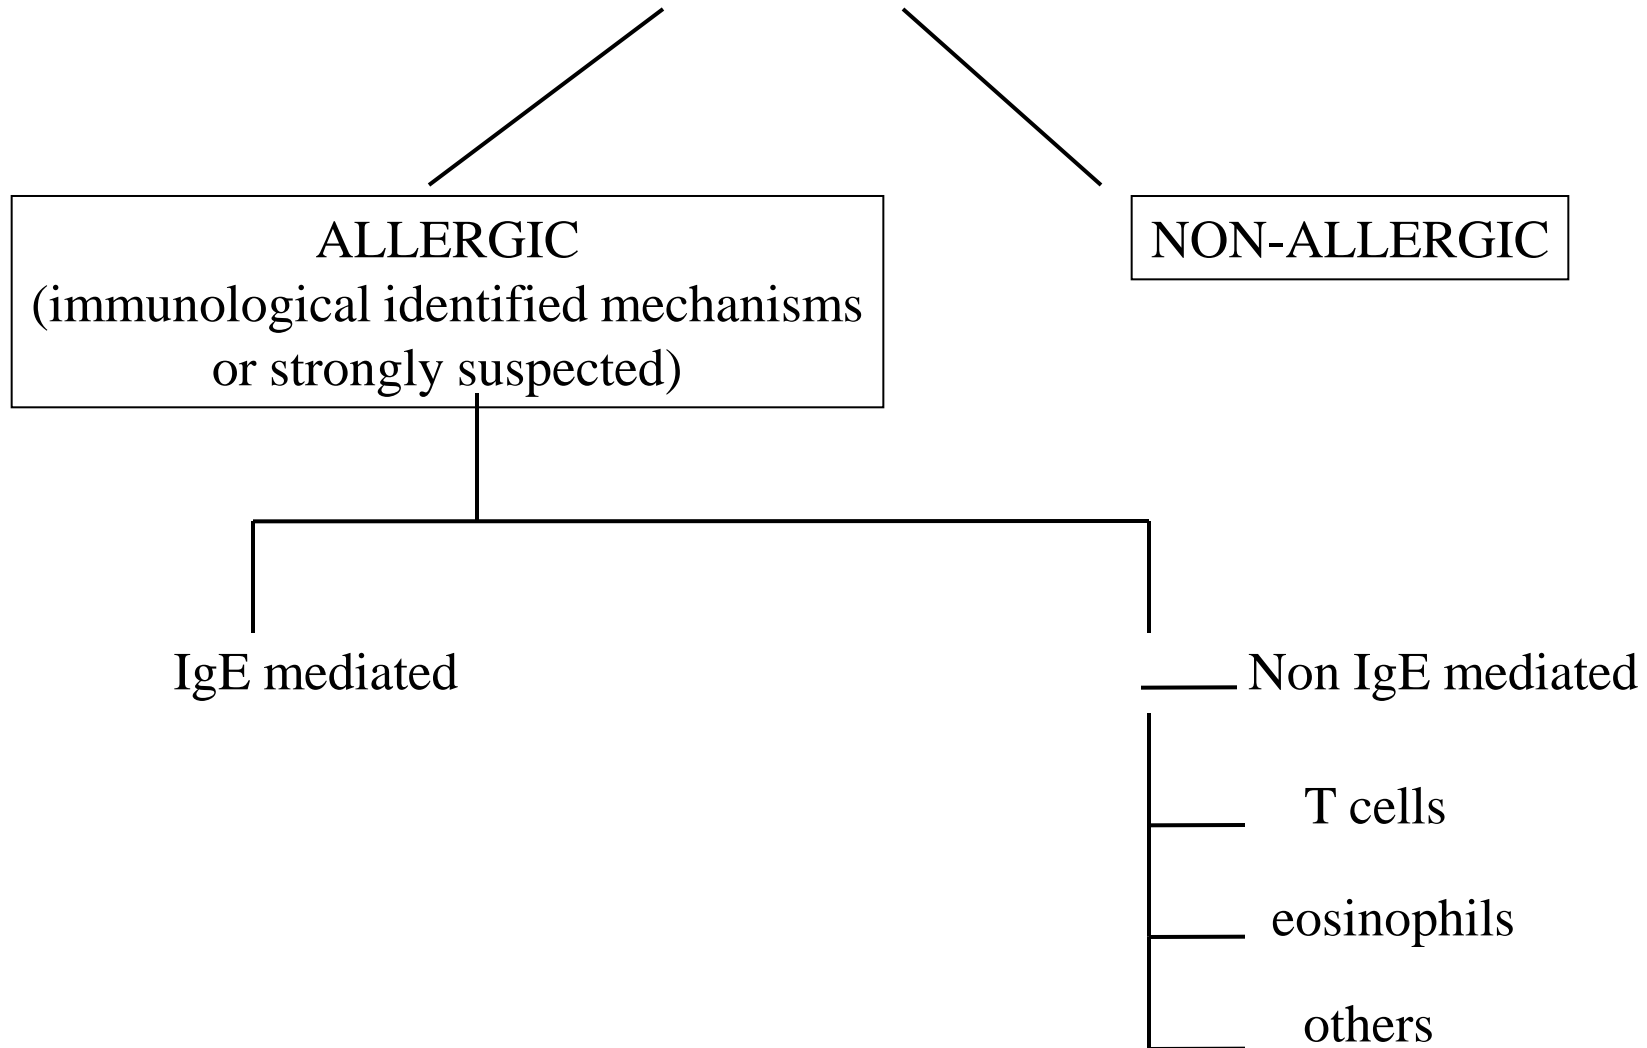 ALLERGIC
(immunological identified mechanisms
or strongly suspected)
NON-ALLERGIC
IgE mediated
Non IgE mediated
T cells
eosinophils
others